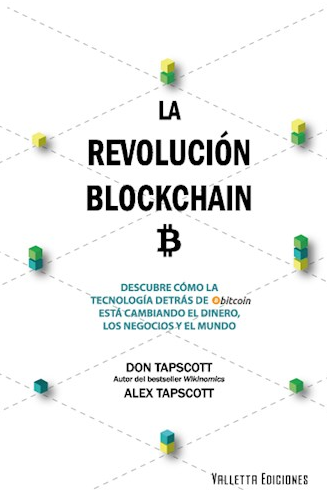 LA
REVOLUCIÓN
BLOCKCHAIN
DESCUBRE CÓMO LA
TECNOLOGÍA DETRÁS DE bitcoin
ESTÁ CAMBIANDO EL DINERO,
LOS NEGOCIOS Y EL MUNDO
DON TAPSCOTT
Autor del bestseller Wikinomics
ALEX TAPSCOTT
VALLETTA EDICIONES